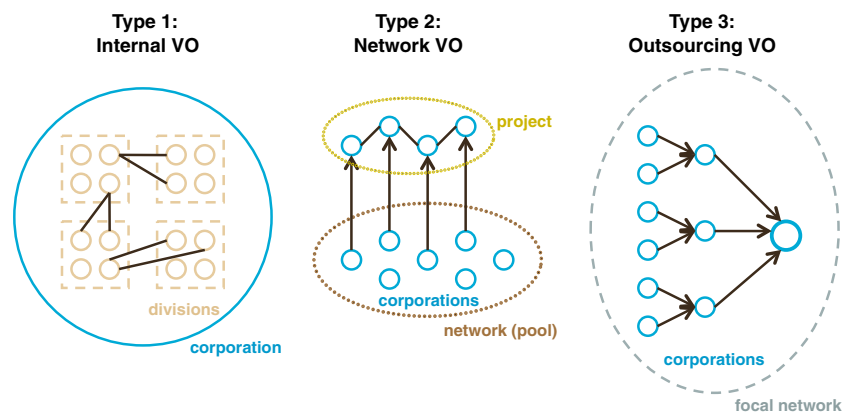 Type 1:
Internal VO
divisions
corporation
Type 2:
Network VO
project
corporations
network (pool)
Type 3:
Outsourcing VO
corporations
focal network